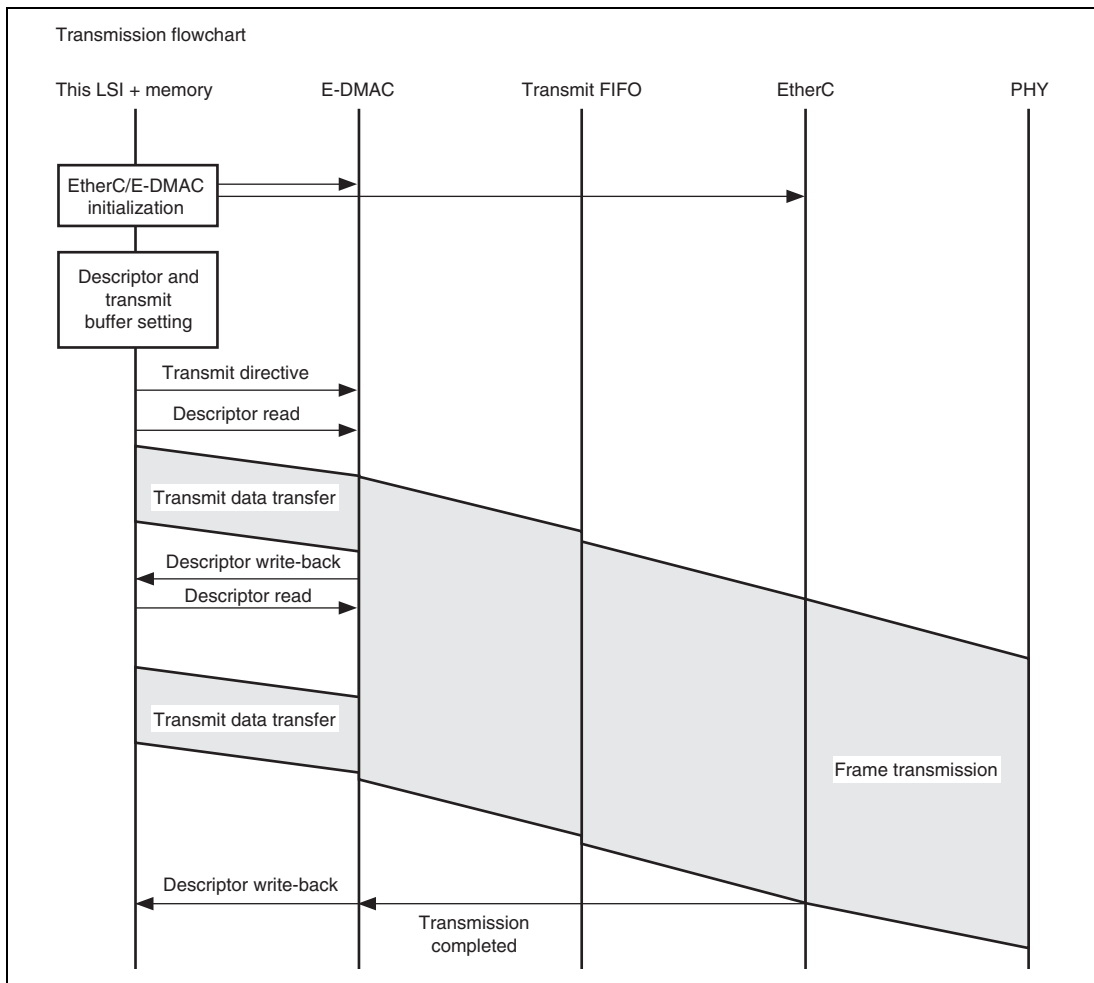 Transmission flowchart
This LSI + memory
E-DMAC
Transmit FIFO
EtherC
PHY
EtherC/E-DMAC
initialization
Descriptor and
transmit
buffer setting
Transmit directive
Descriptor read
Transmit data transfer
Descriptor write-back
Descriptor read
Transmit data transfer
Frame transmission
Descriptor write-back
Transmission
completed